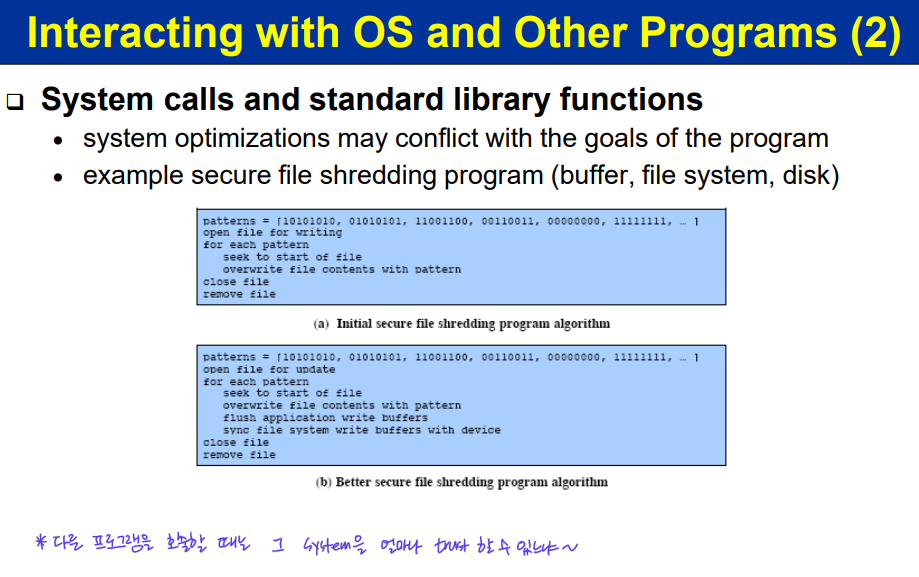 Interacting with OS and Other Programs (2)
❑ System calls and standard library functions
• system optimizations may conflict with the goals of the program
• example secure file shredding program (buffer, file system, disk)
patterns = [10101010, 01010101, 11001100, 00110011, 00000000, 11111111, … ]
open file for writing
for each pattern
seek to start of file
overwrite file contents with pattern
close file
remove file
(a) Initial secure file shredding program algorithm
patterns = [10101010, 01010101, 11001100, 00110011, 00000000, 11111111, … ]
open file for update
for each pattern
seek to start of file
overwrite file contents with pattern
flush application write buffers
sync file system write buffers with device
close file
remove file
(b) Better secure file shredding program algorithm
* 다른 프로그램을 호출할 때는 그 system을 얼마나 trust 할 수 있느냐~